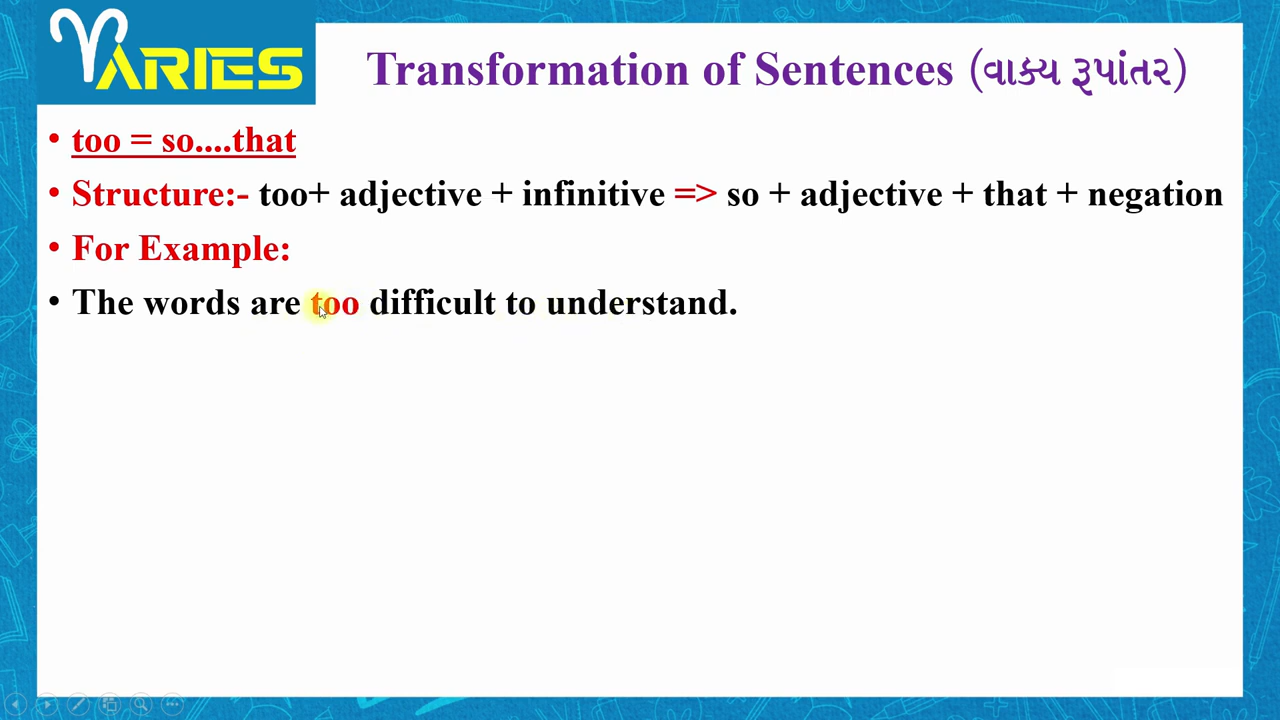 ARIES
Transformation of Sentences (વાક્ય રૂપાંતર)
• too = so....that
• Structure:- too+ adjective + infinitive => so + adjective + that + negation
• For Example:
• The words are too difficult to understand.